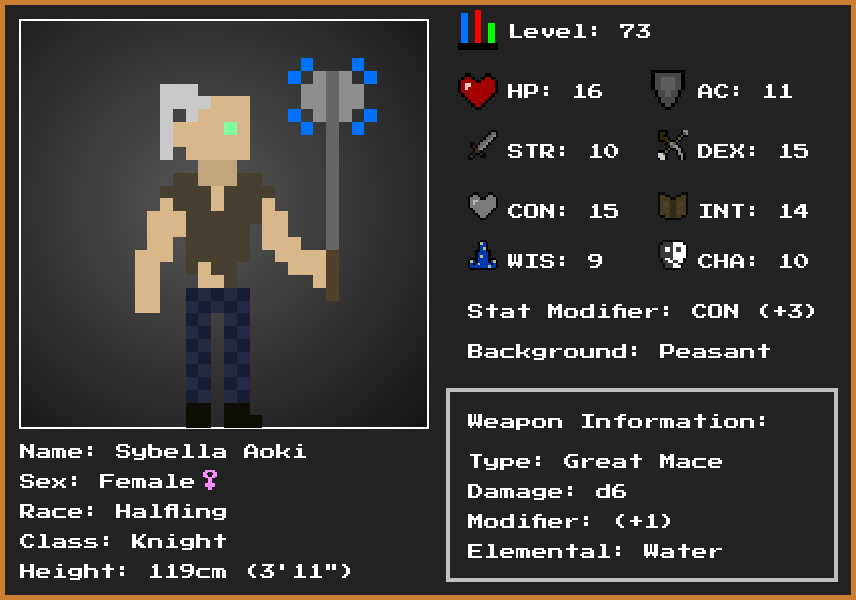 Level: 73
HP: 16
AC: 11
STR: 10
DEX: 15
CON: 15
INT: 14
WIS: 9
CHA: 10
Stat Modifier: CON (+3)
Background: Peasant
Weapon Information:
Type: Great Mace
Damage: d6
Modifier: (+1)
Elemental: Water
Name: Sybella Aoki
Sex: Female♀
Race: Halfling
Class: Knight
Height: 119cm (3'11")